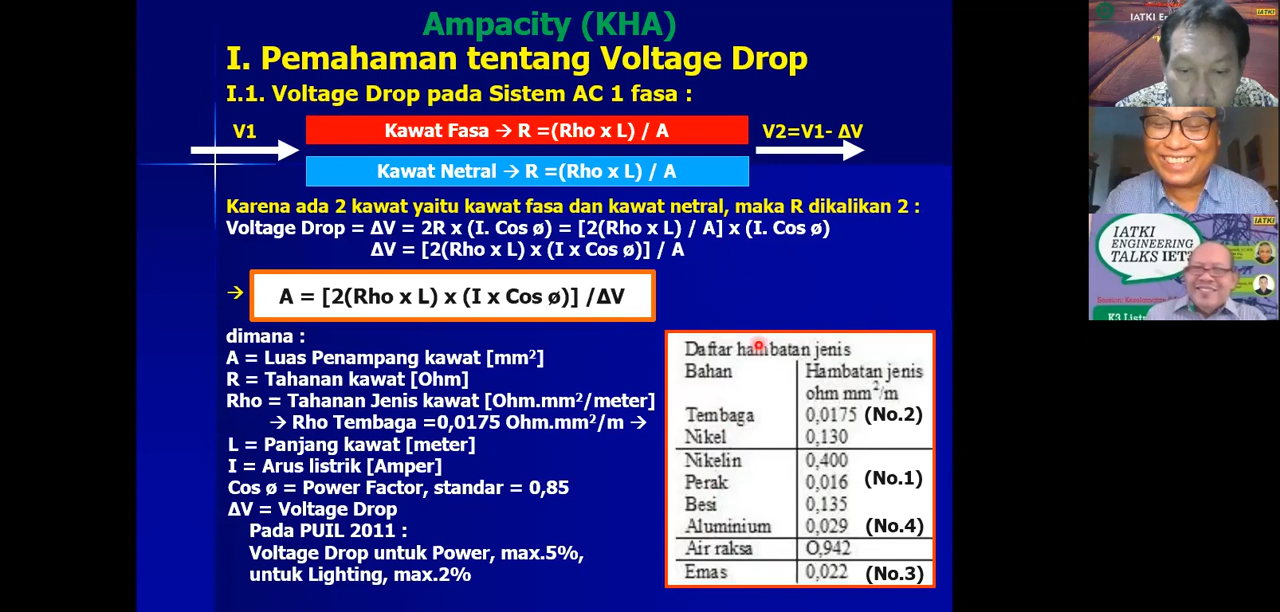 Ampacity (KHA)
I. Pemahaman tentang Voltage Drop
I.1. Voltage Drop pada Sistem AC 1 fasa :
V1
Kawat Fasa → R =(Rho x L) / A
V2=V1- ΔV
Kawat Netral → R =(Rho x L) / A
Karena ada 2 kawat yaitu kawat fasa dan kawat netral, maka R dikalikan 2 :
Voltage Drop = ΔV = 2R x (I. Cos ø) = [2(Rho x L) / A] x (I. Cos ø)
ΔV = [2(Rho x L) x (I x Cos ø)] / A
→ A = [2(Rho x L) x (I x Cos ø)] /ΔV
dimana :
A = Luas Penampang kawat [mm²]
R = Tahanan kawat [Ohm]
Rho = Tahanan Jenis kawat [Ohm.mm²/meter]
→ Rho Tembaga =0,0175 Ohm.mm²/m →
L = Panjang kawat [meter]
I = Arus listrik [Amper]
Cos ø = Power Factor, standar = 0,85
ΔV = Voltage Drop
Pada PUIL 2011 :
Voltage Drop untuk Power, max.5%,
untuk Lighting, max.2%
Daftar hambatan jenis
Bahan Hambatan jenis
ohm mm²/m
Tembaga 0,0175 (No.2)
Nikel 0,130
Nikelin 0,400
Perak 0,016 (No.1)
Besi 0,135
Aluminium 0,029 (No.4)
Air raksa 0,942
Emas 0,022 (No.3)
IATKI
IATKI
IATKI
ENGINEERING
TALKS IET